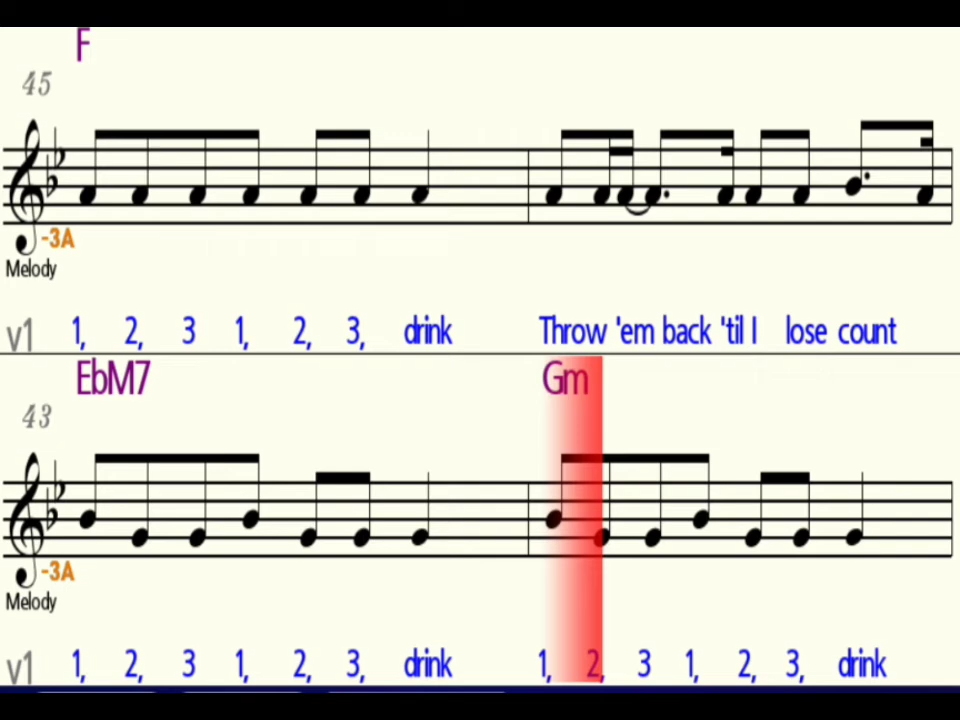 F
45
-3A
Melody
v1 1, 2, 3 1, 2, 3, drink Throw 'em back 'til I lose count
EbM7 Gm
43
-3A
Melody
v1 1, 2, 3 1, 2, 3, drink 1, 2, 3 1, 2, 3, drink